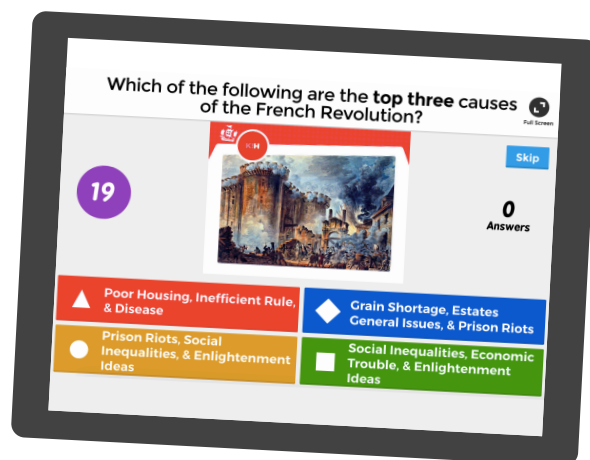 Which of the following are the top three causes
of the French Revolution?
Full Screen
Skip
K!H
19
0
Answers
Poor Housing, Inefficient Rule,
& Disease
Grain Shortage, Estates
General Issues, & Prison Riots
Prison Riots, Social
Inequalities, & Enlightenment
Ideas
Social Inequalities, Economic
Trouble, & Enlightenment
Ideas